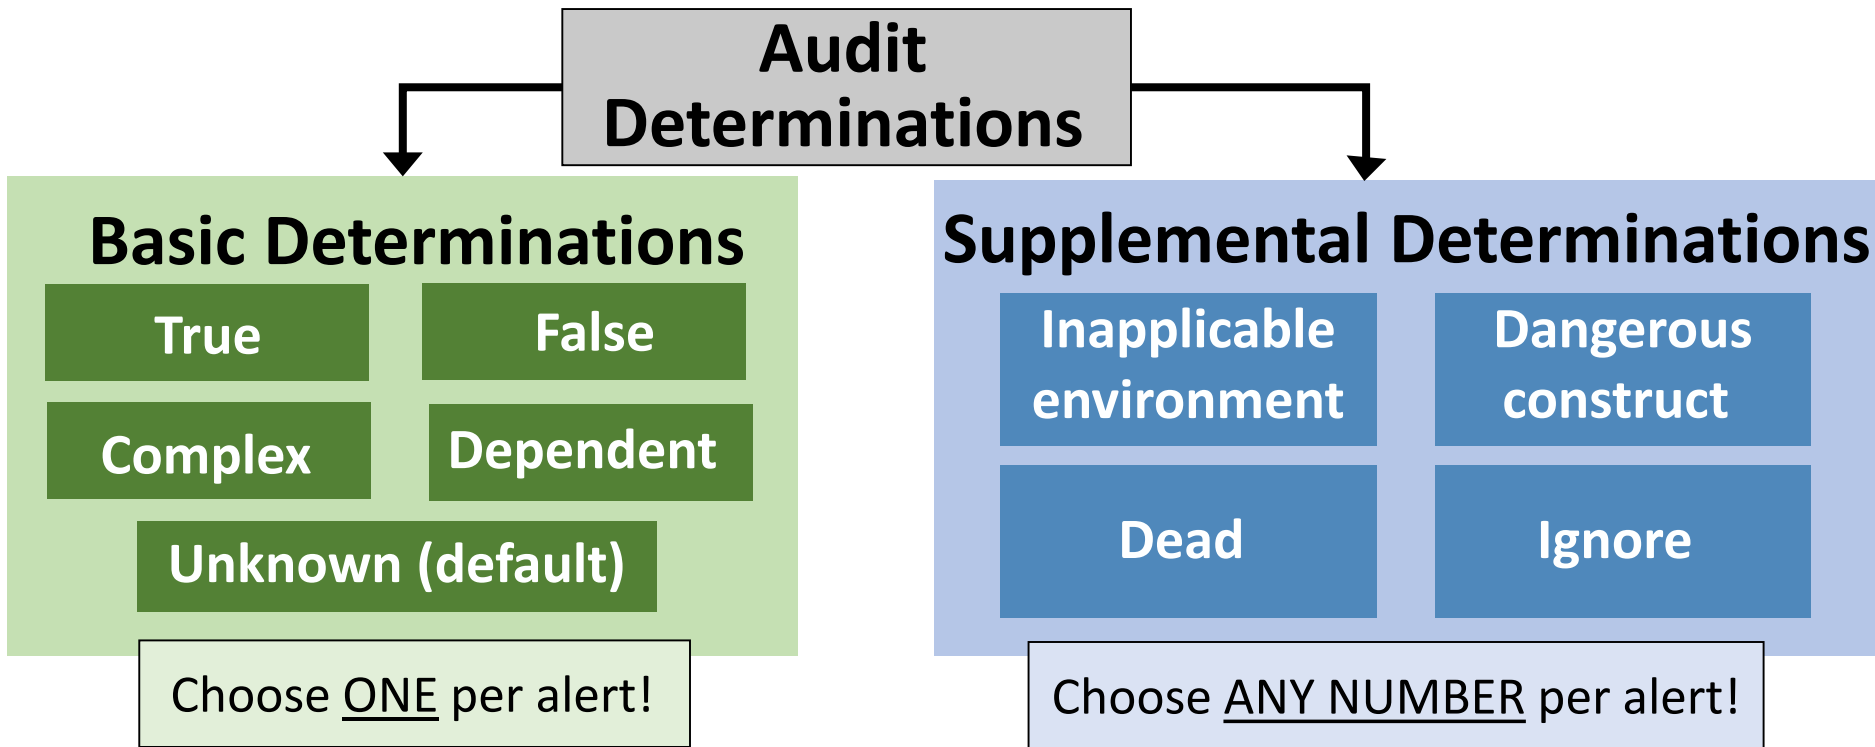 Audit
Determinations
Basic Determinations
True
False
Complex
Dependent
Unknown (default)
Choose ONE per alert!
Supplemental Determinations
Inapplicable
environment
Dangerous
construct
Dead
Ignore
Choose ANY NUMBER per alert!